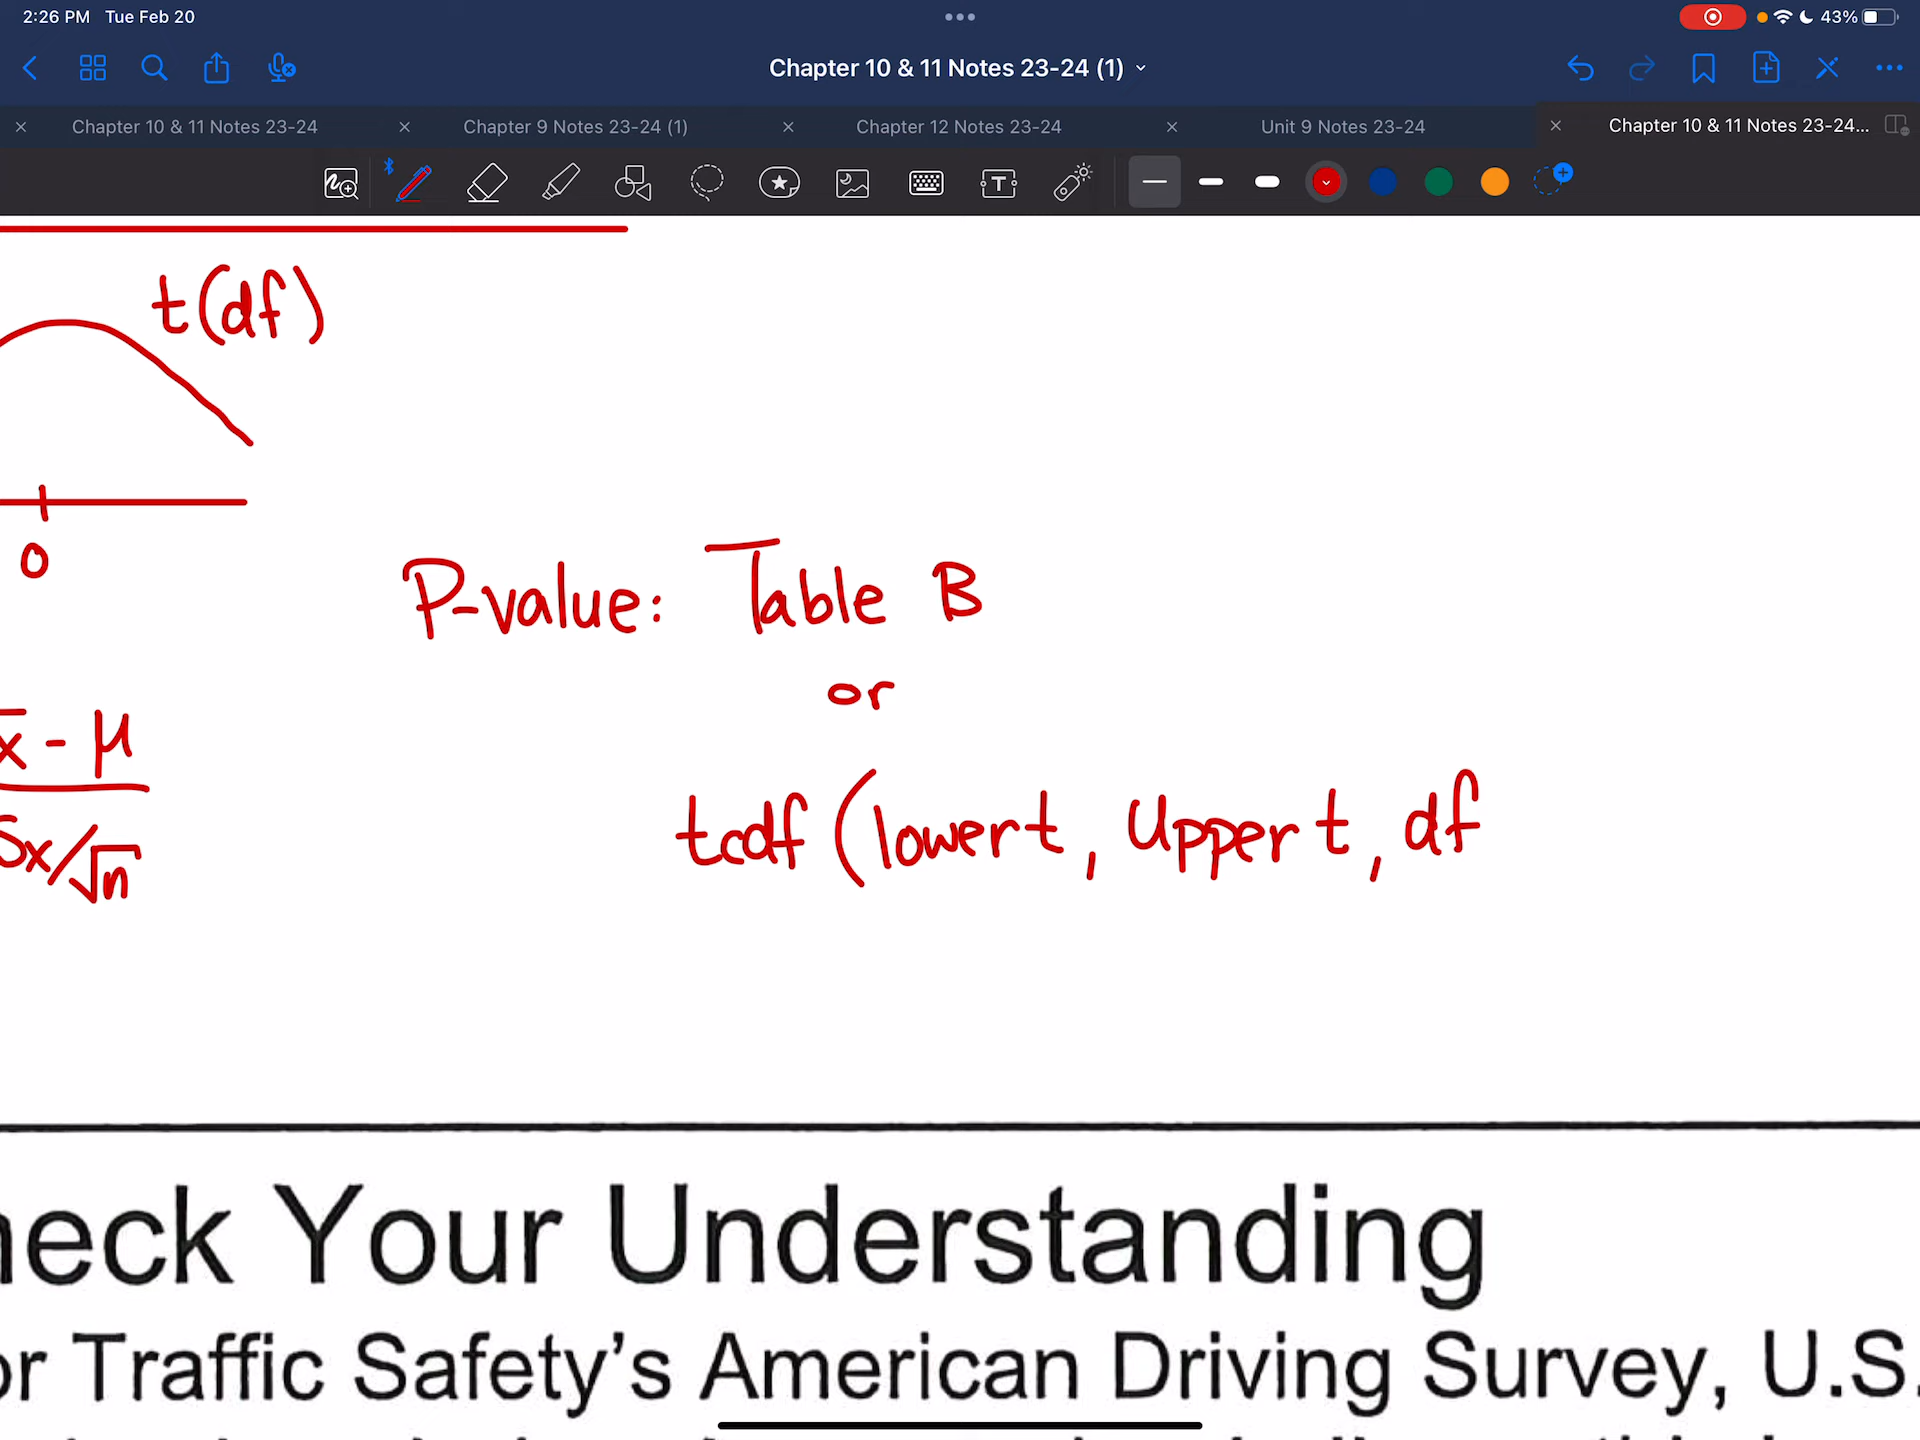 2:26 PM Tue Feb 20
43%
Chapter 10 & 11 Notes 23-24 (1)
Chapter 10 & 11 Notes 23-24
Chapter 9 Notes 23-24 (1)
Chapter 12 Notes 23-24
Unit 9 Notes 23-24
Chapter 10 & 11 Notes 23-24...
t(df)
0
P-value: Table B
or
x̄ - μ
tcdf (lower t, Upper t, df
Sx/√n
heck Your Understanding
or Traffic Safety's American Driving Survey, U.S.